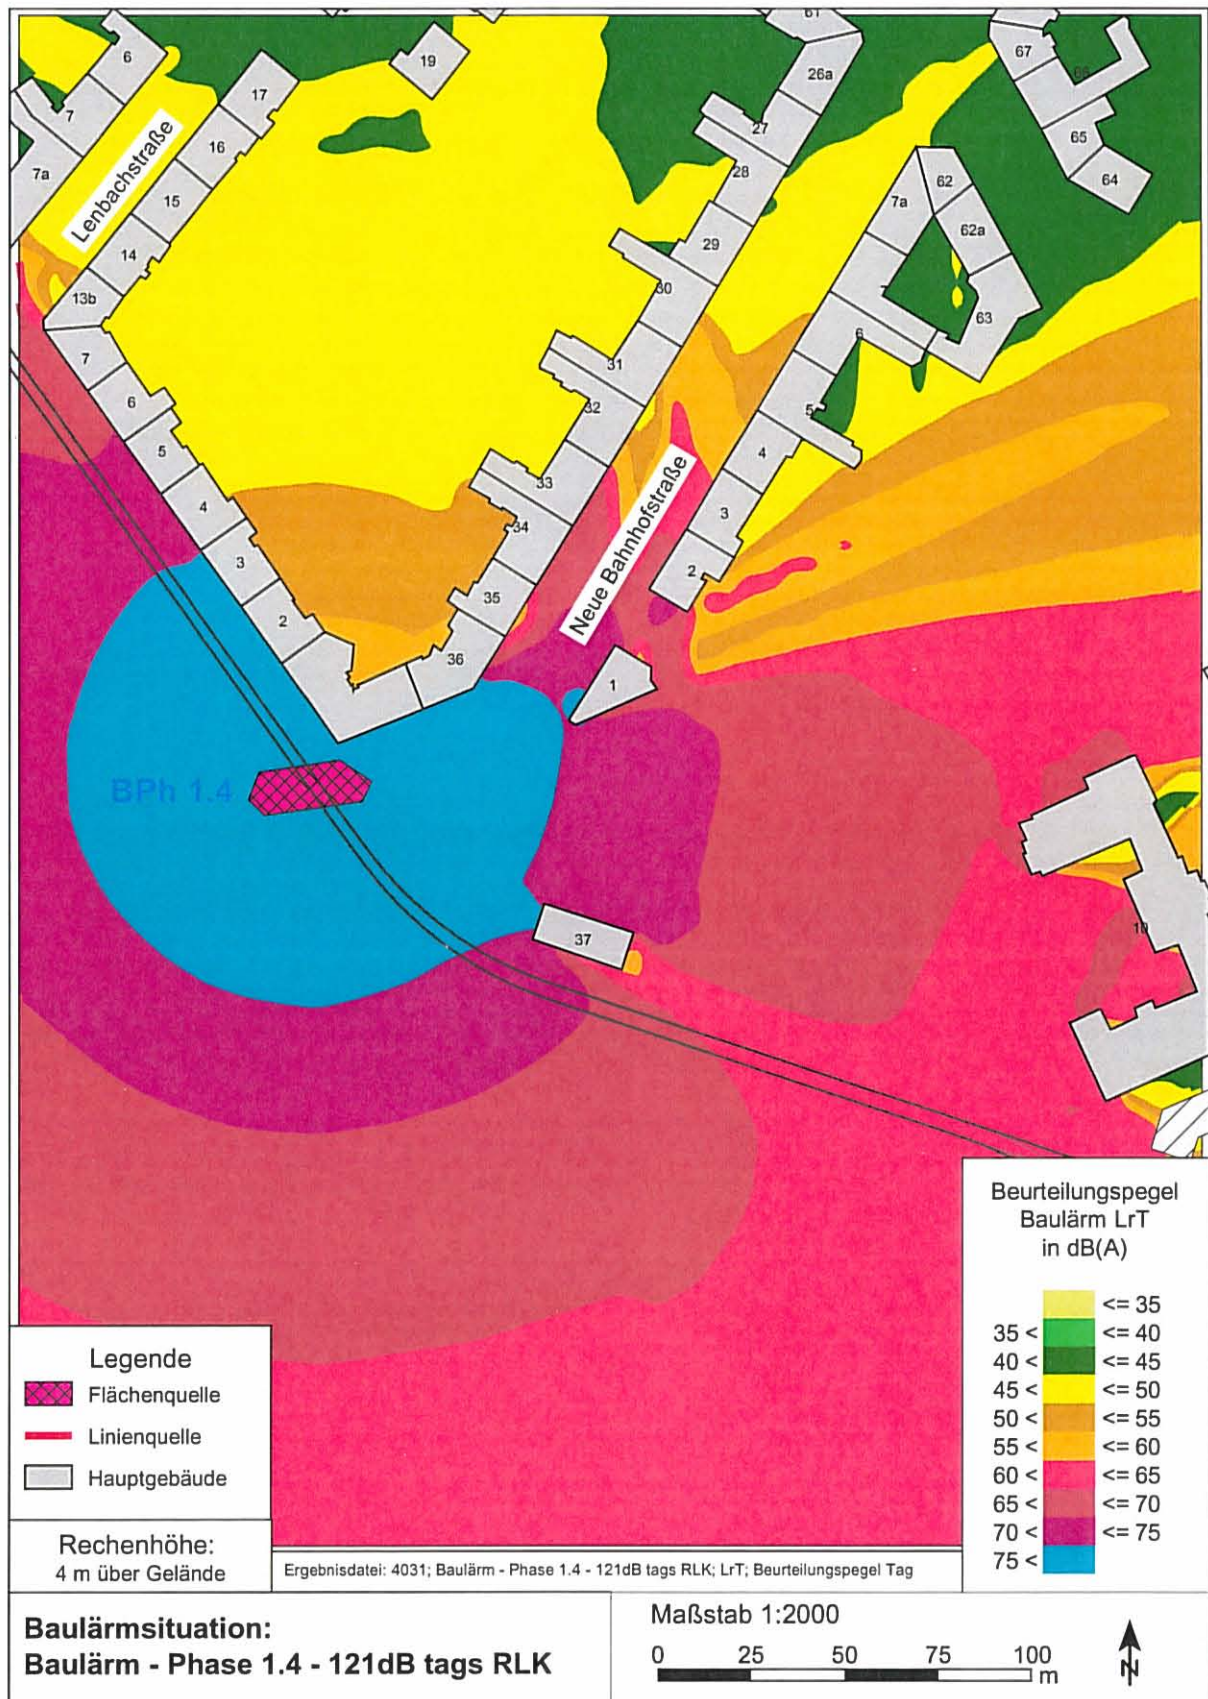 61
67
6
19
26a
66
17
7
27
65
16
28
64
7a
62
15
7a
Lenbachstraße
29
62a
14
30
13b
7
63
6
7
31
6
32
5
5
4
33
4
34
3
3
2
Neue Bahnhofstraße
35
2
36
1
BPh 1.4
37
10
Beurteilungspegel
Baulärm LrT
in dB(A)
<= 35
35 < <= 40
40 < <= 45
45 < <= 50
50 < <= 55
55 < <= 60
60 < <= 65
65 < <= 70
70 < <= 75
75 <
Legende
Flächenquelle
Linienquelle
Hauptgebäude
Rechenhöhe:
4 m über Gelände
Ergebnisdatei: 4031; Baulärm - Phase 1.4 - 121dB tags RLK; LrT; Beurteilungspegel Tag
Baulärmsituation:
Baulärm - Phase 1.4 - 121dB tags RLK
Maßstab 1:2000
0 25 50 75 100
m
N